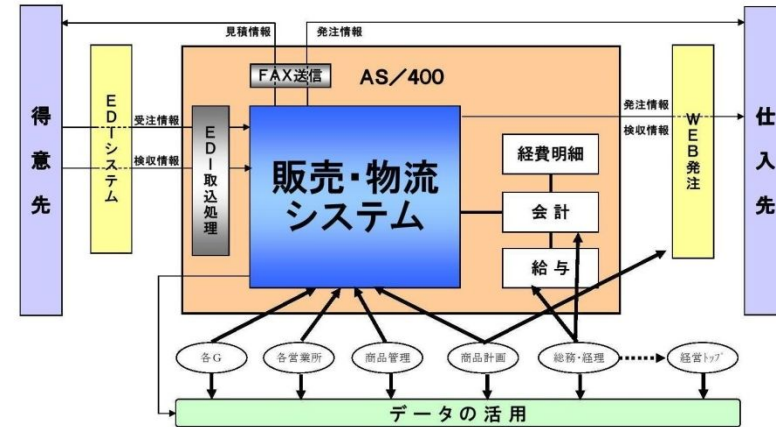 見積情報
発注情報
FAX送信
AS／400
得意先
EDIシステム
受注情報
検収情報
EDI取込処理
販売・物流
システム
経費明細
会計
給与
発注情報
検収情報
WEB発注
仕入先
各G
各営業所
商品管理
商品計画
総務・経理
経営ﾄｯﾌﾟ
データの活用